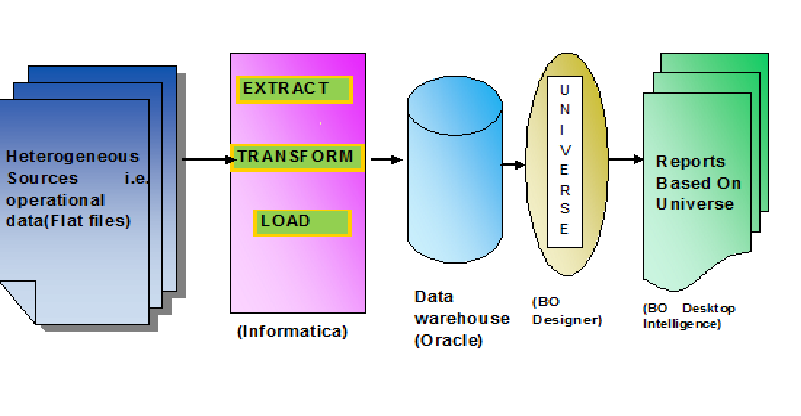 Heterogeneous
Sources i.e.
operational
data(Flat files)
EXTRACT
TRANSFORM
LOAD
(Informatica)
Data
warehouse
(Oracle)
U
N
I
V
E
R
S
E
(BO
Designer)
Reports
Based On
Universe
(BO Desktop
Intelligence)